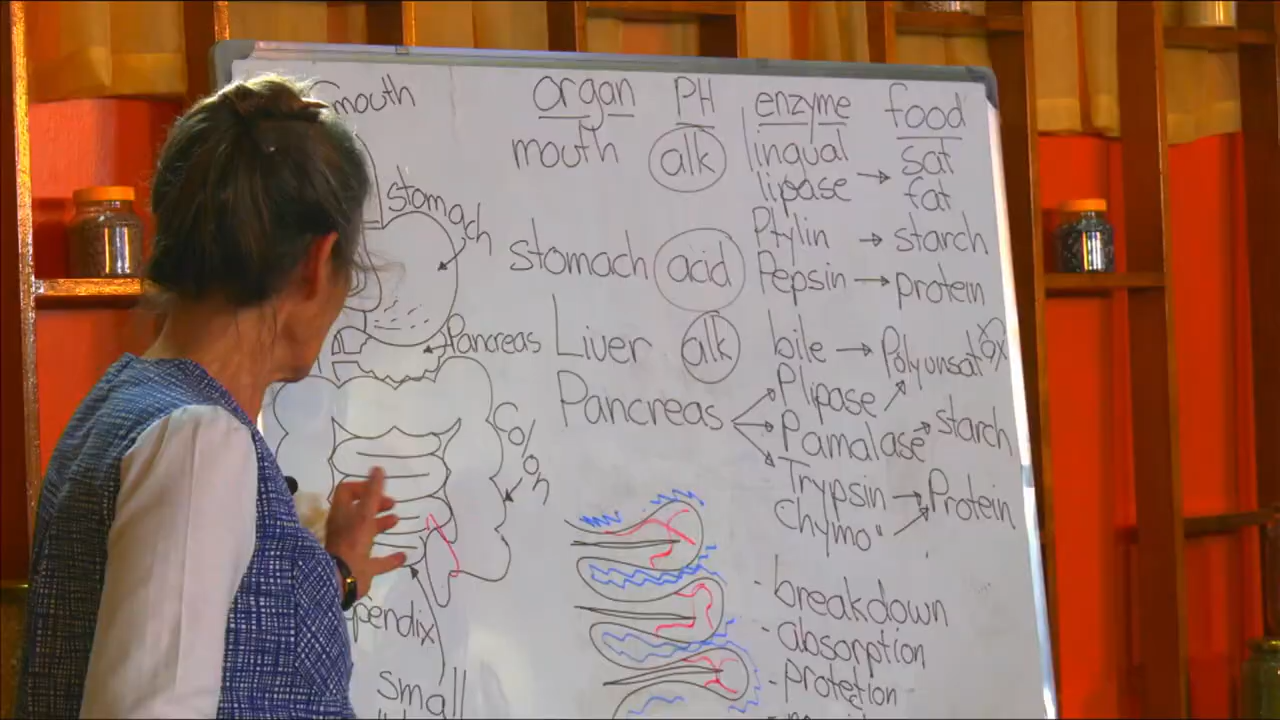 mouth
stomach
Pancreas
Colon
pendix
Small
organ PH enzyme food
mouth alk lingual lipase → sat fat
Ptylin → starch
stomach acid Pepsin → protein
Liver alk bile → Polyunsat
Pancreas
Plipase
Pamalase → starch
Trypsin → Protein
chymo "
- breakdown
- absorption
- protetion